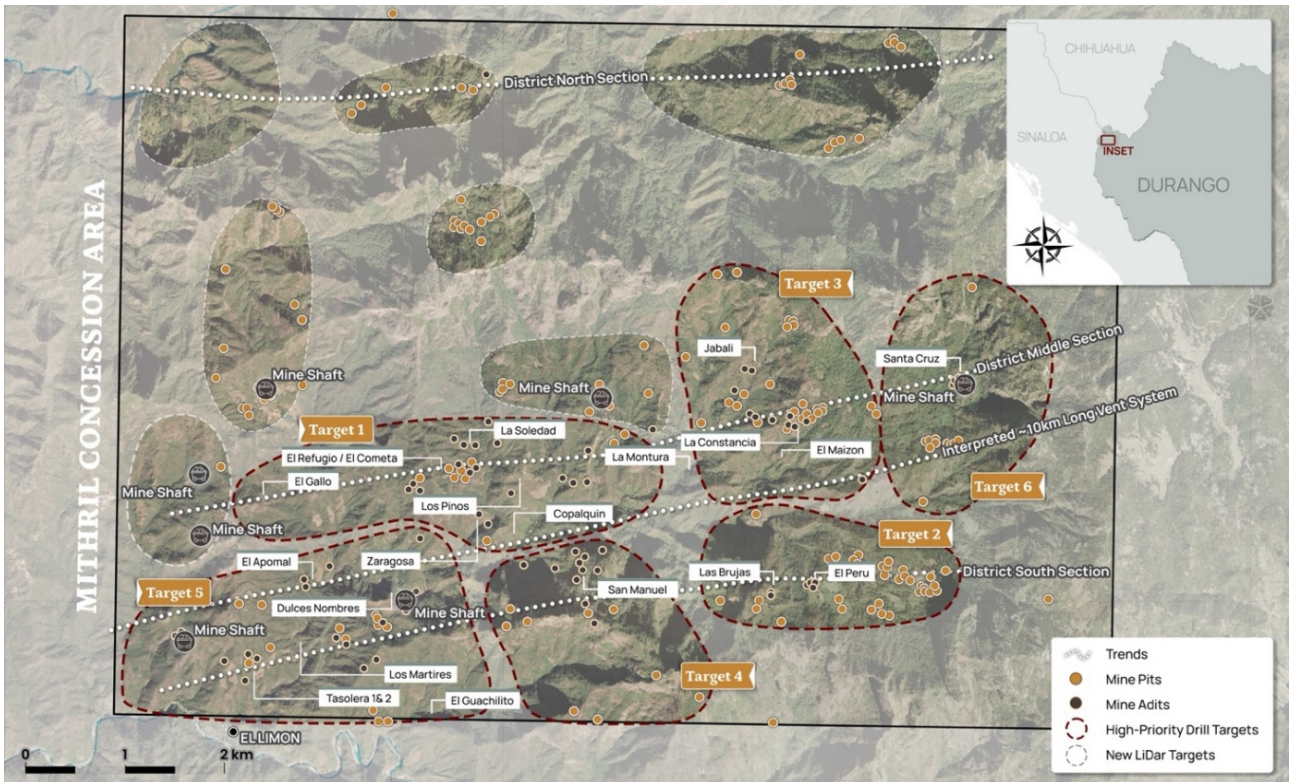 MITHRIL CONCESSION AREA
District North Section
CHIHUAHUA
SINALOA
INSET
DURANGO
Target 3
Jabali
Santa Cruz
District Middle Section
Mine Shaft
Mine Shaft
Mine Shaft
Target 1
La Soledad
La Constancia
El Maizon
Interpreted ~10km Long Vent System
El Refugio / El Cometa
La Montura
El Gallo
Mine Shaft
Target 6
Los Pinos
Copalquin
Mine Shaft
Target 2
El Apomal
Zaragosa
Las Brujas
El Peru
District South Section
Target 5
San Manuel
Dulces Nombres
Mine Shaft
Mine Shaft
Los Martires
Target 4
Tasolera 1& 2
El Guachilito
EL LIMON
0 1 2 km
Trends
Mine Pits
Mine Adits
High-Priority Drill Targets
New LiDar Targets